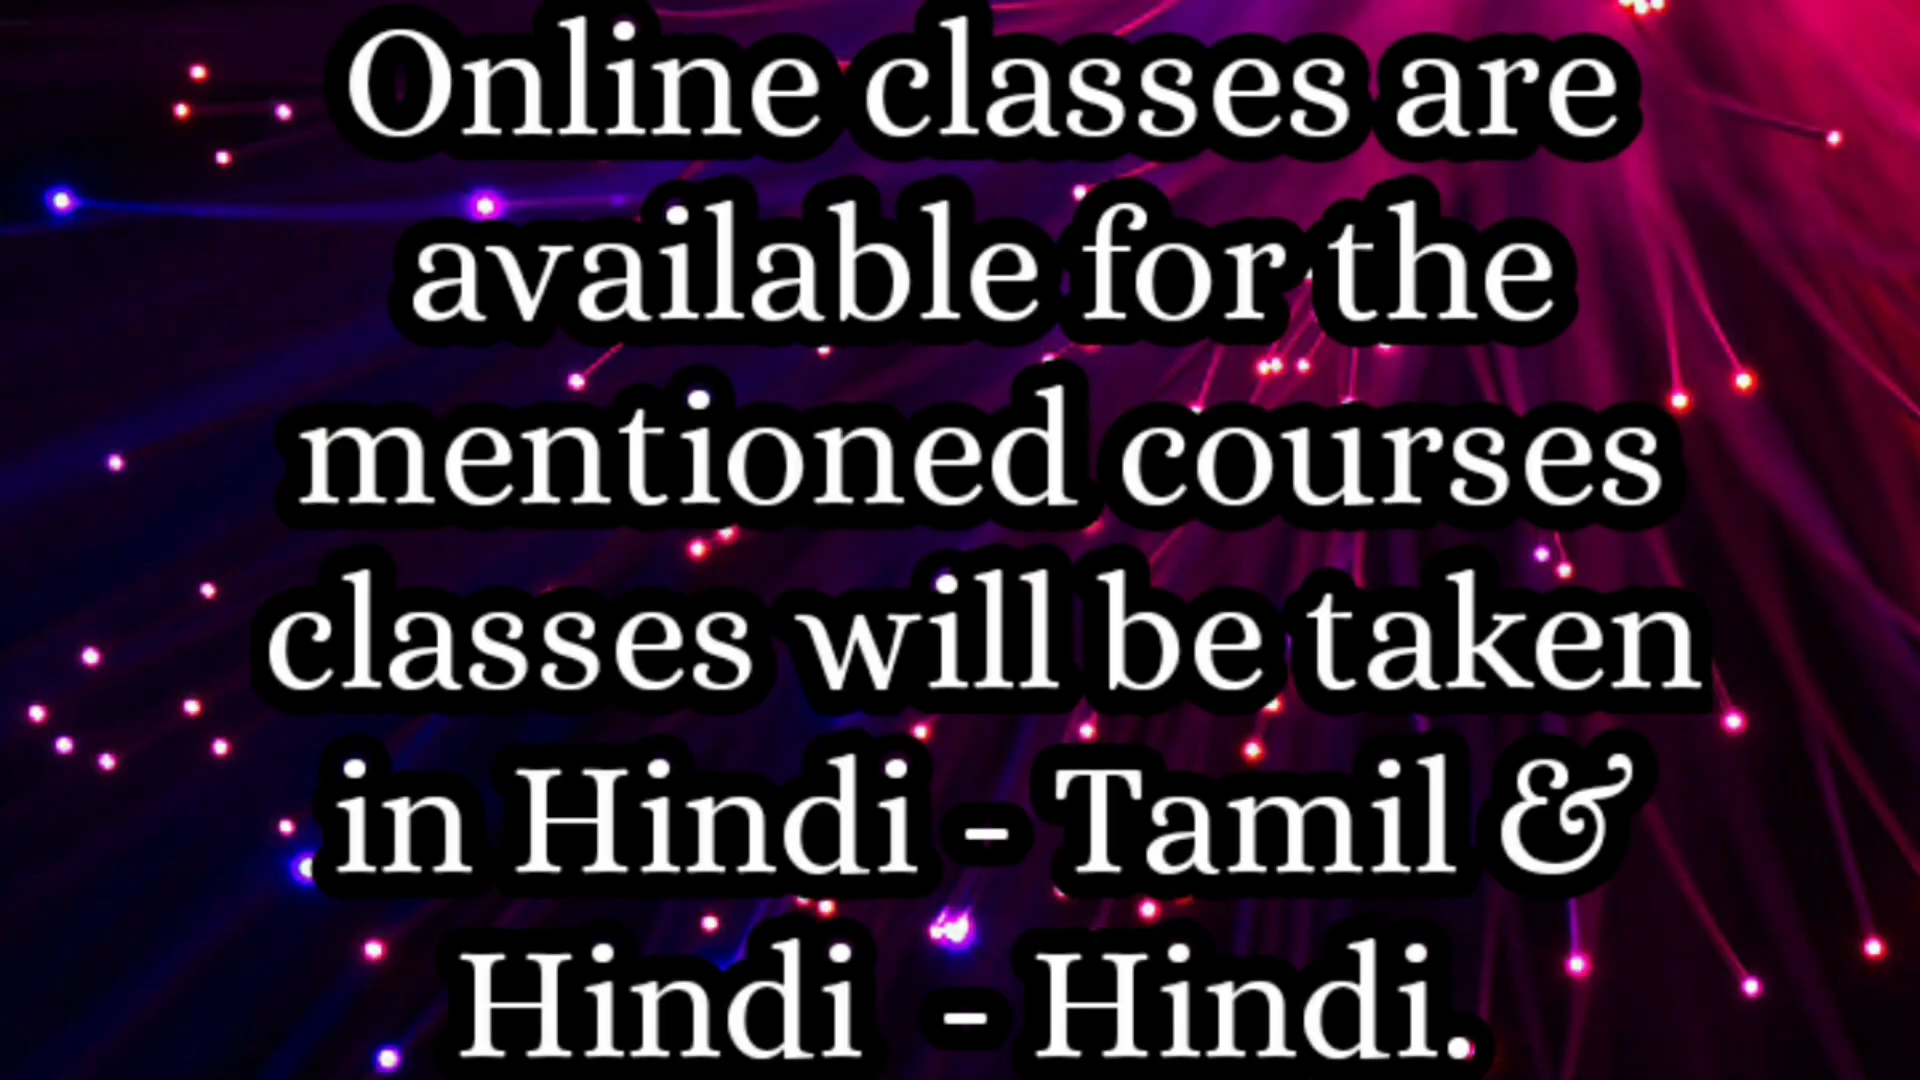 Online classes are
available for the
mentioned courses
classes will be taken
in Hindi - Tamil &
Hindi - Hindi.